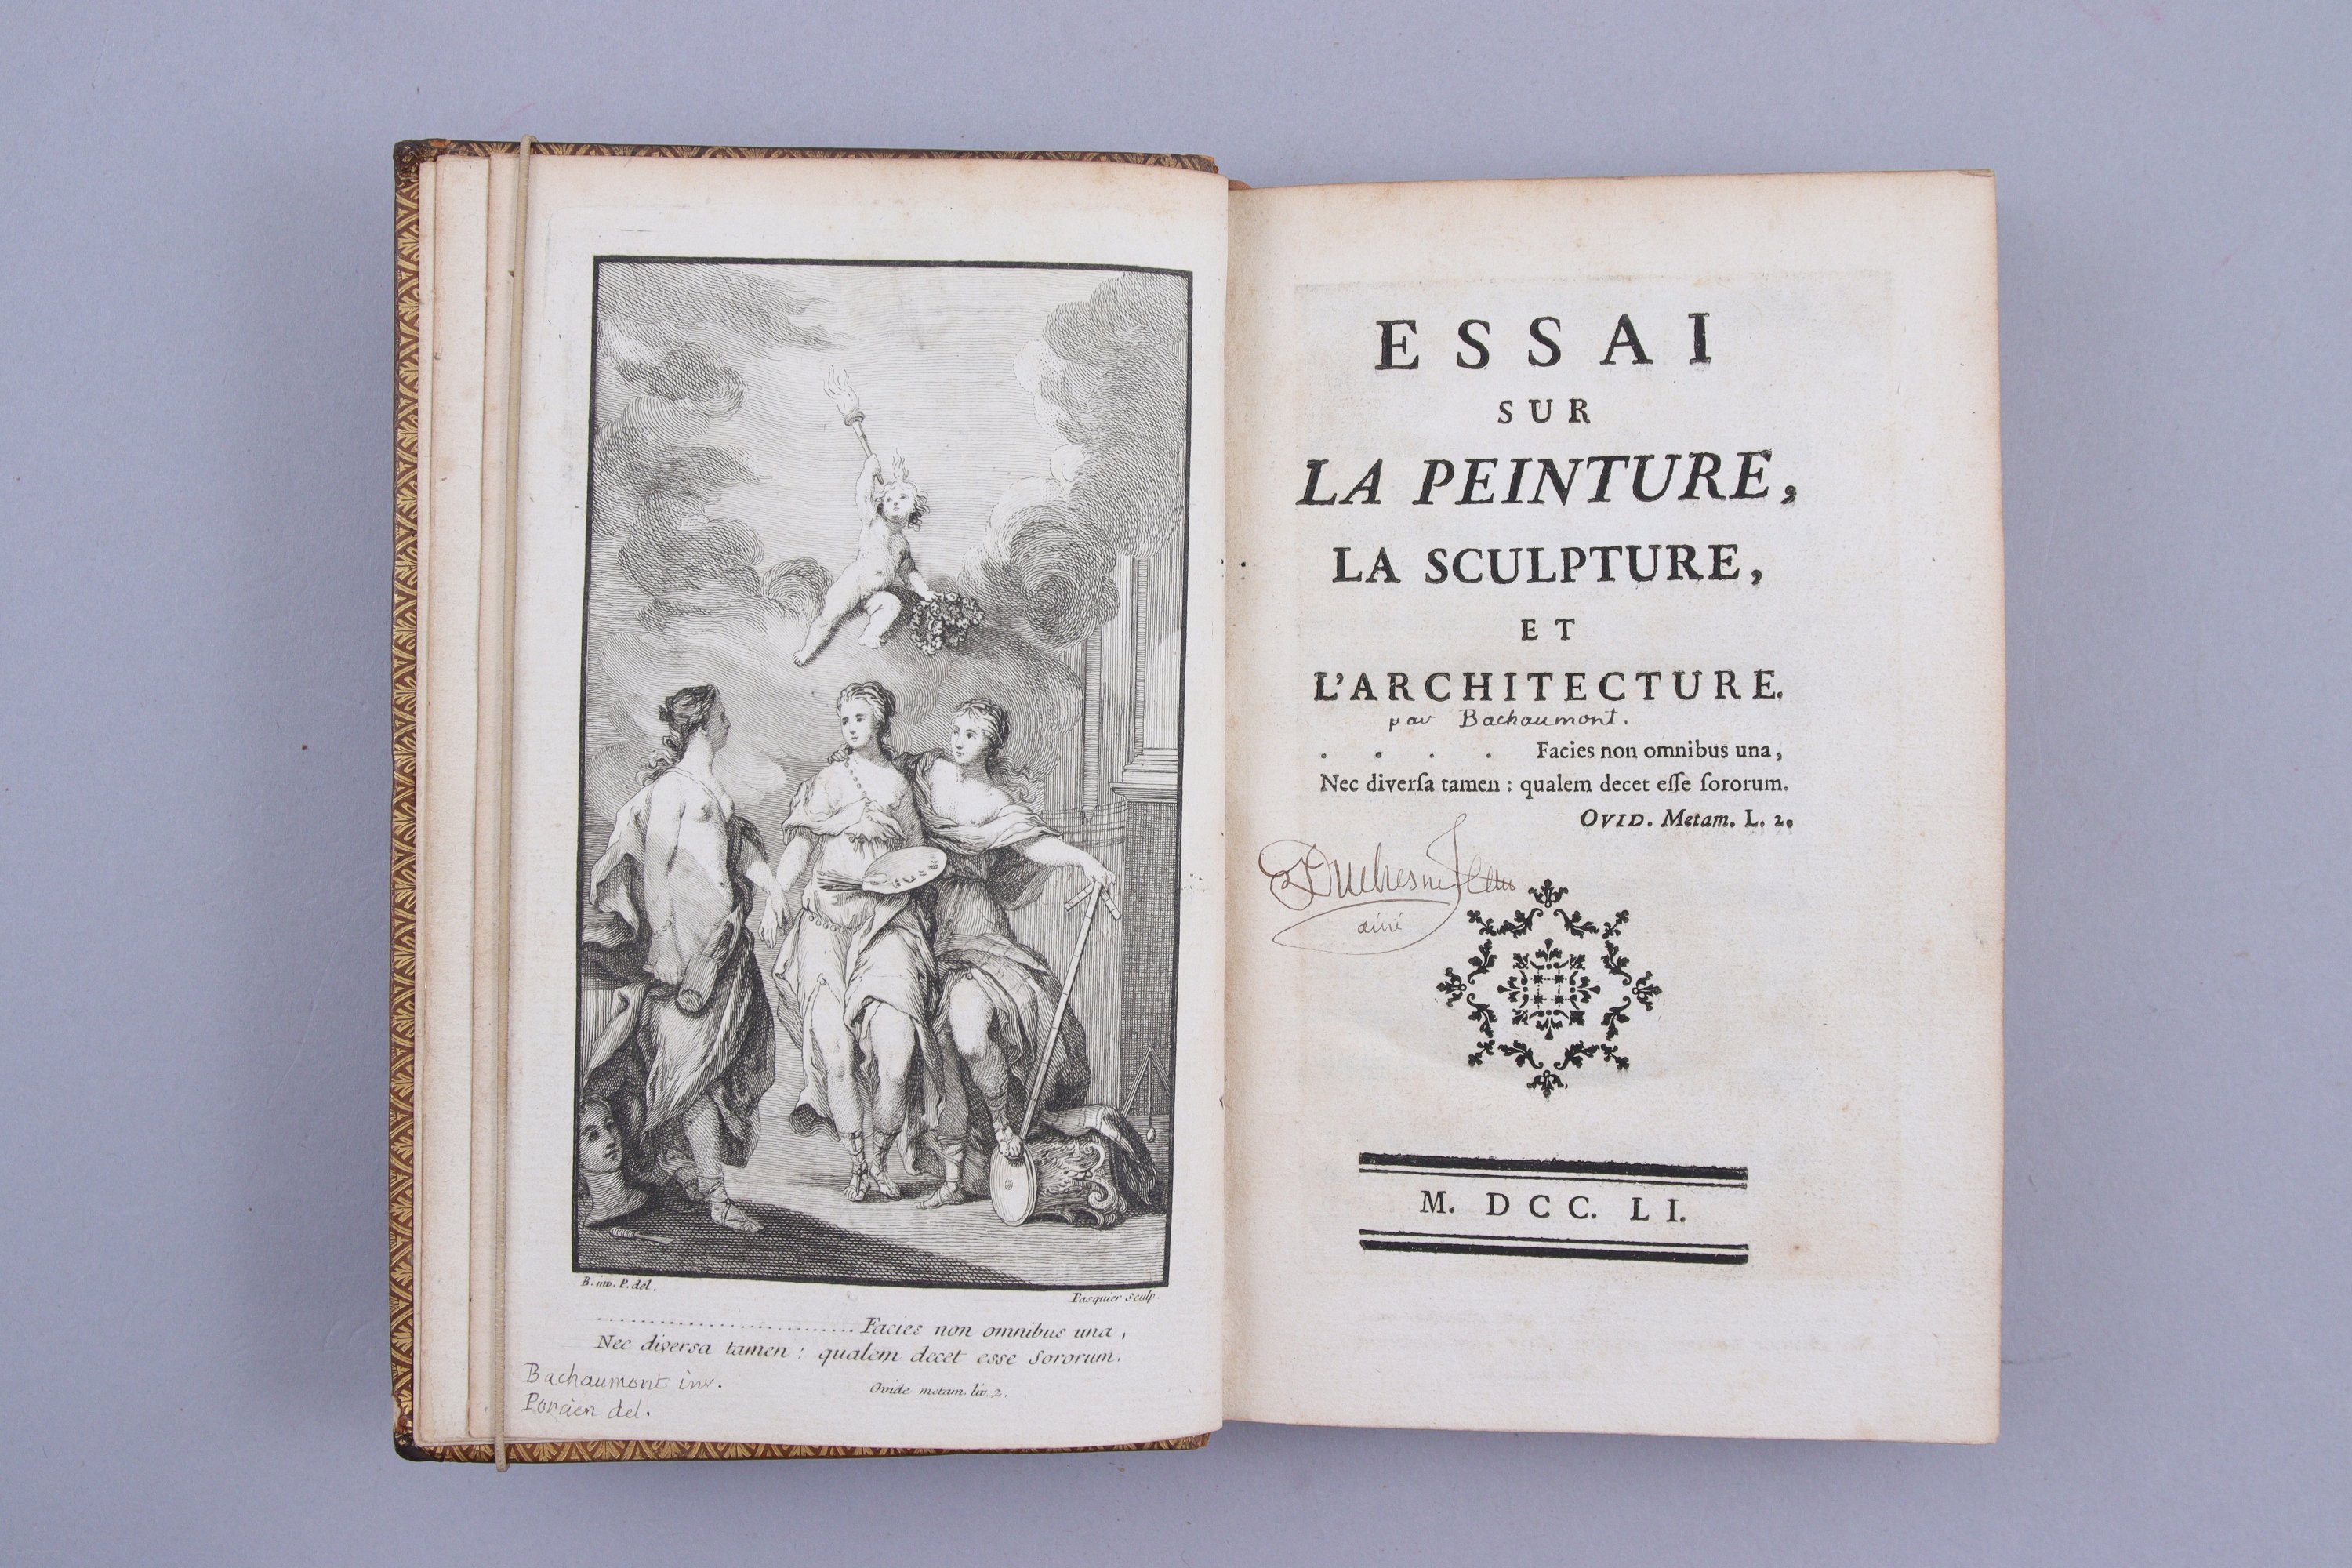 B. inv. P. del.
Pasquier Sculp.
............................Facies non omnibus una,
Nec diversa tamen : qualem decet esse Sororum.
Ovide metam. liv. 2.
Bachaumont inv.
del.
ESSAI
SUR
LA PEINTURE,
LA SCULPTURE,
ET
L'ARCHITECTURE.
par Bachaumont.
. . . . Facies non omnibus una,
Nec diverſa tamen : qualem decet eſſe ſororum.
OVID. Metam. L. 2.
Duchesne
aîné
M. DCC. LI.